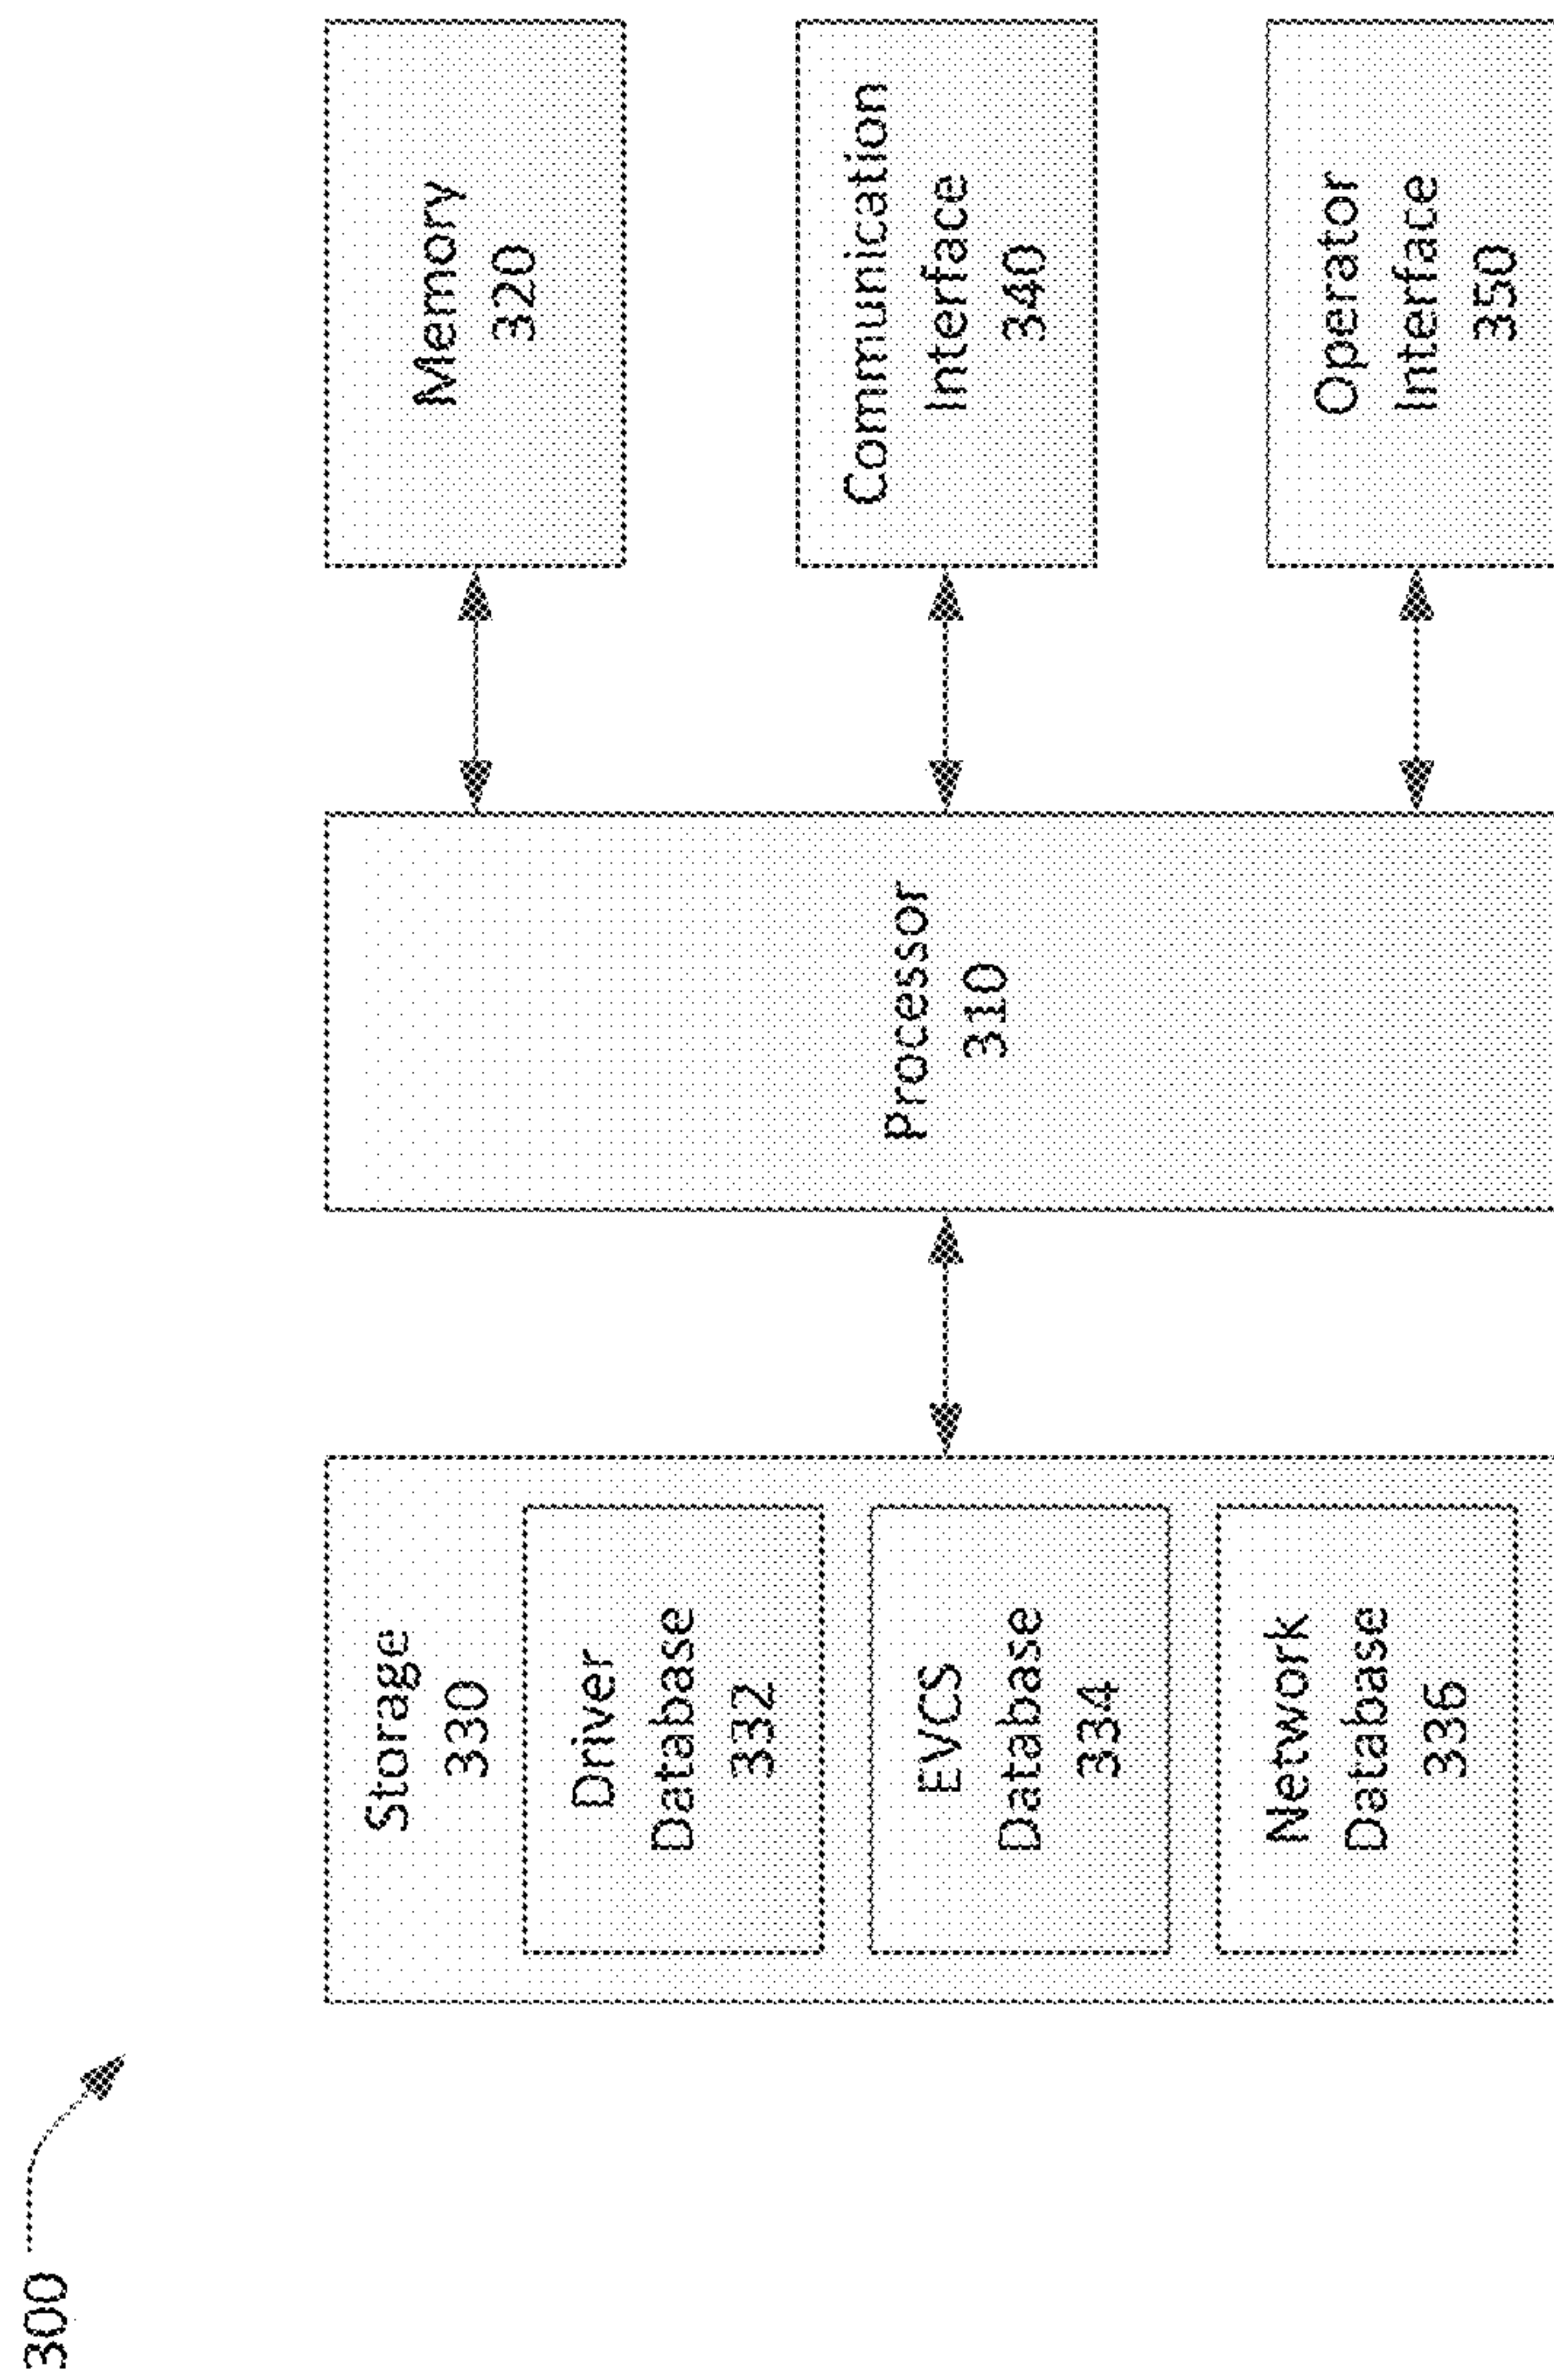 300
Storage
330
Driver
Database
332
EVCS
Database
334
Network
Database
336
Processor
310
Memory
320
Communication
Interface
340
Operator
Interface
350